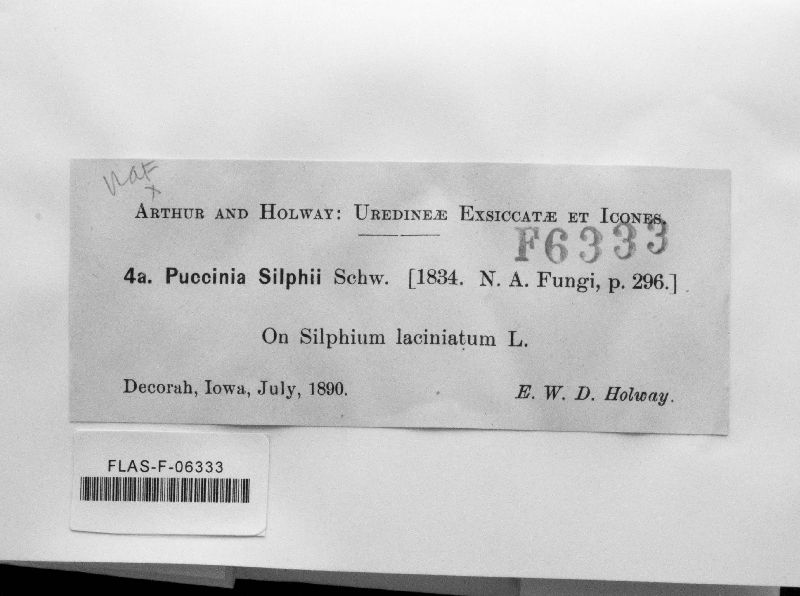 Arthur and Holway: Uredineæ Exsiccatæ et Icones.
F6333
4a. Puccinia Silphii Schw. [1834. N. A. Fungi, p. 296.]
On Silphium laciniatum L.
Decorah, Iowa, July, 1890. E. W. D. Holway.
FLAS-F-06333